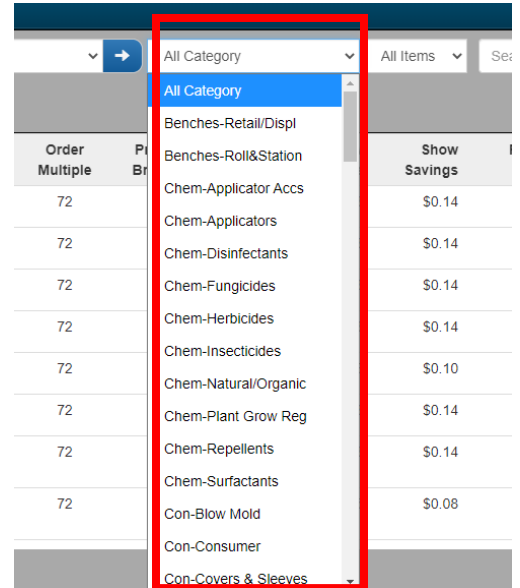 All Category All Items Sea
All Category
Benches-Retail/Displ
Benches-Roll&Station
Chem-Applicator Accs
Chem-Applicators
Chem-Disinfectants
Chem-Fungicides
Chem-Herbicides
Chem-Insecticides
Chem-Natural/Organic
Chem-Plant Grow Reg
Chem-Repellents
Chem-Surfactants
Con-Blow Mold
Con-Consumer
Con-Covers & Sleeves
Order Show
Multiple Savings
72 $0.14
72 $0.14
72 $0.14
72 $0.14
72 $0.10
72 $0.14
72 $0.14
72 $0.08